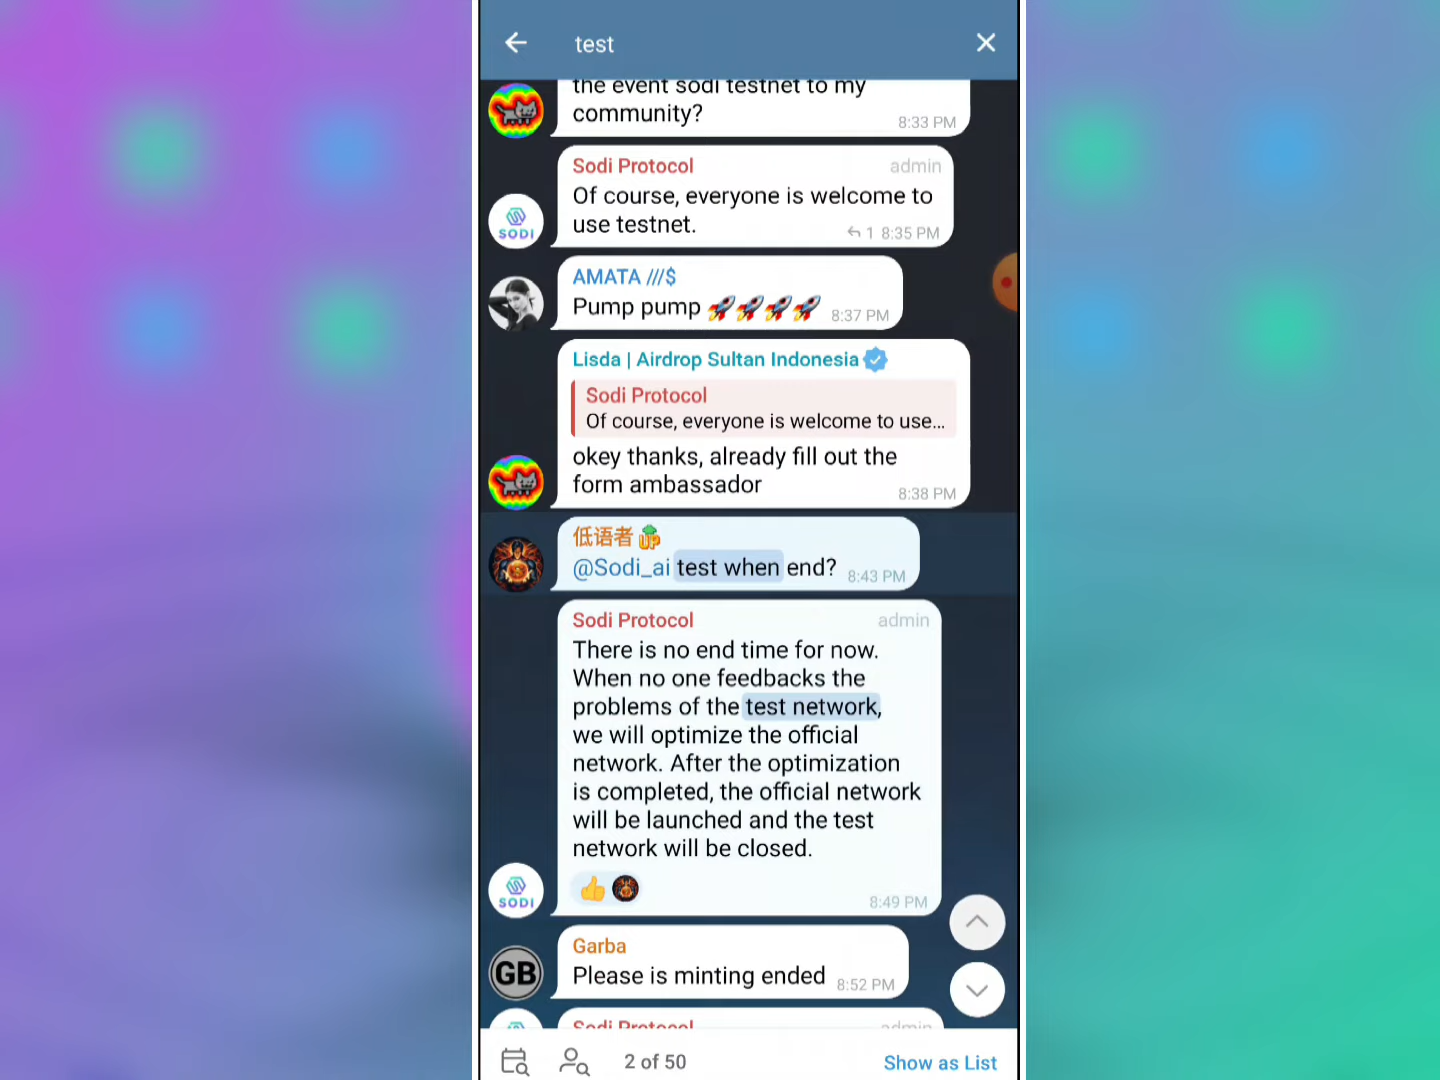 test
the event sodi testnet to my
community?
8:33 PM
Sodi Protocol admin
Of course, everyone is welcome to
use testnet.
1 8:35 PM
SODI
AMATA ///$
Pump pump 🚀🚀🚀🚀 8:37 PM
Lisda | Airdrop Sultan Indonesia
Sodi Protocol
Of course, everyone is welcome to use...
okey thanks, already fill out the
form ambassador
8:38 PM
低语者 UP
@Sodi_ai test when end? 8:43 PM
Sodi Protocol admin
There is no end time for now.
When no one feedbacks the
problems of the test network,
we will optimize the official
network. After the optimization
is completed, the official network
will be launched and the test
network will be closed.
SODI
8:49 PM
Garba
GB
Please is minting ended 8:52 PM
Sodi Protocol admin
2 of 50 Show as List